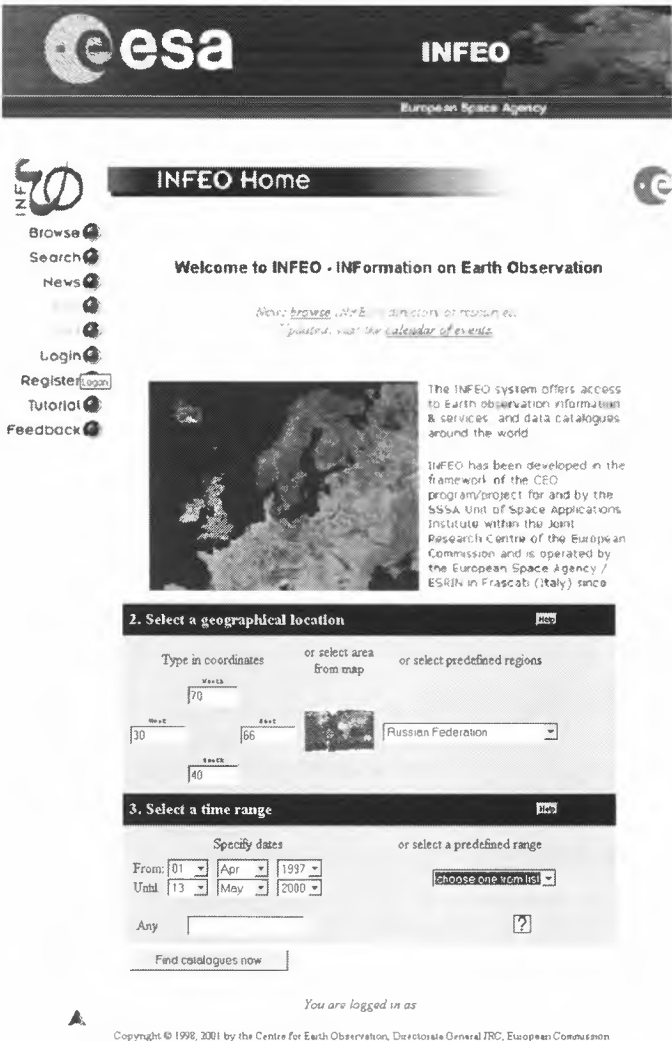 esa
INFEO
European Space Agency
INFEO
INFEO Home
Browse
Search
News
Login
Register Logon
Tutorial
Feedback
Welcome to INFEO - INFormation on Earth Observation
New: browse INFEO directory of resources.
Updated: visit the calendar of events.
The INFEO system offers access
to Earth observation information
& services, and data catalogues
around the world
INFEO has been developed in the
framework of the CEO
program/project for and by the
SSSA Unit of Space Applications
Institute within the Joint
Research Centre of the European
Commission and is operated by
the European Space Agency /
ESRIN in Frascati (Italy) since
2. Select a geographical location
Help
Type in coordinates
or select area
from map
or select predefined regions
North
70
West
30
East
66
Russian Federation
South
40
3. Select a time range
Help
Specify dates
or select a predefined range
From: 01 Apr 1997
Until 13 May 2000
choose one from list
Any
?
Find catalogues now
You are logged in as
Copyright © 1998, 2001 by the Centre for Earth Observation, Directorate General JRC, European Commission